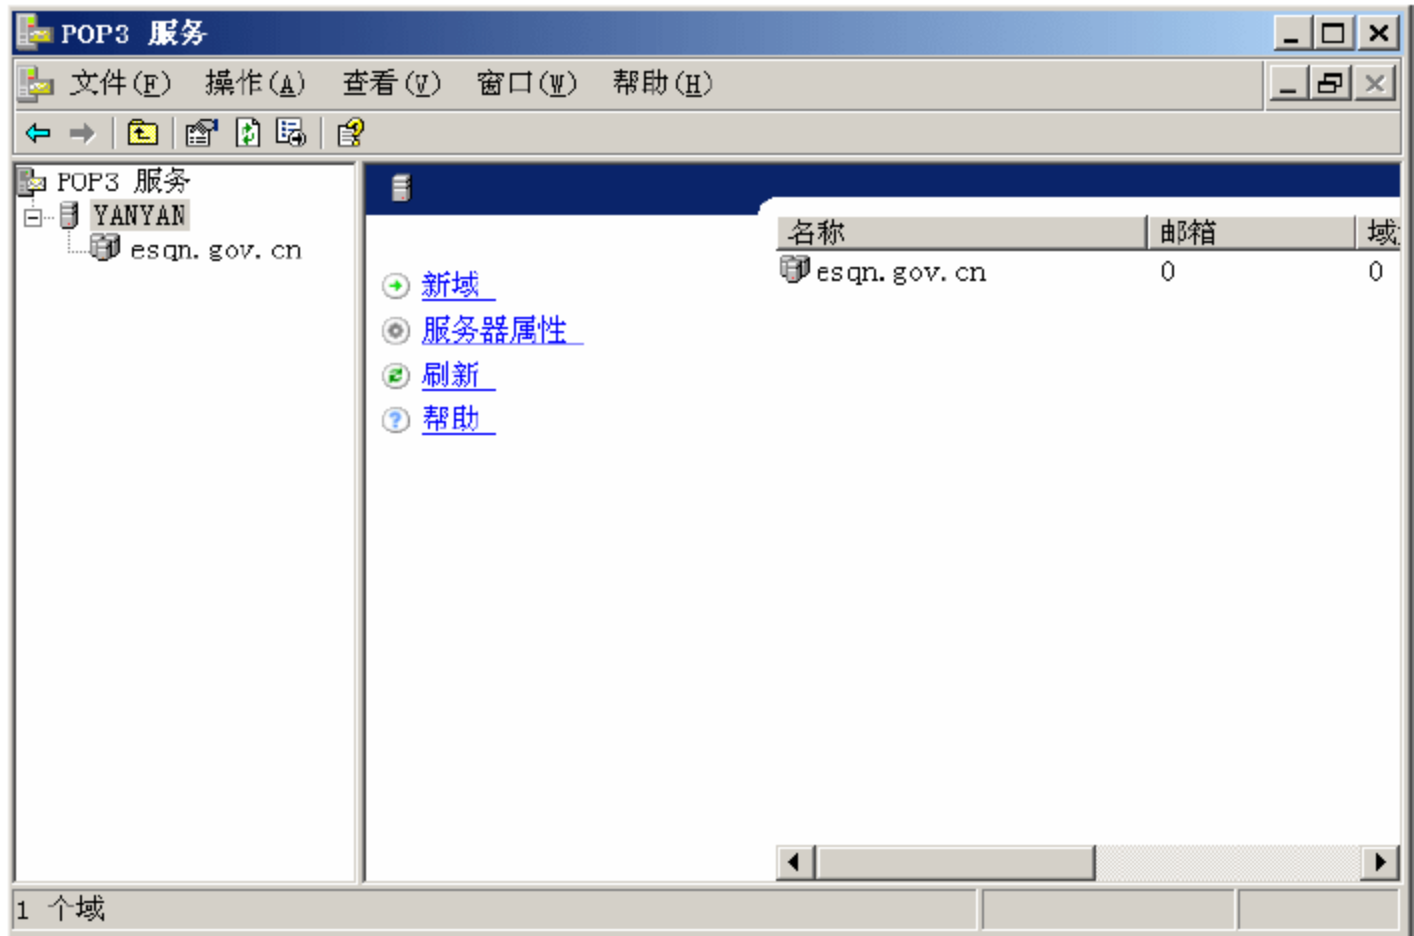 POP3 服务
文件(F) 操作(A) 查看(V) 窗口(W) 帮助(H)
POP3 服务
YANYAN
esqn.gov.cn
新域
服务器属性
刷新
帮助
名称 邮箱 域
esqn.gov.cn 0 0
1 个域